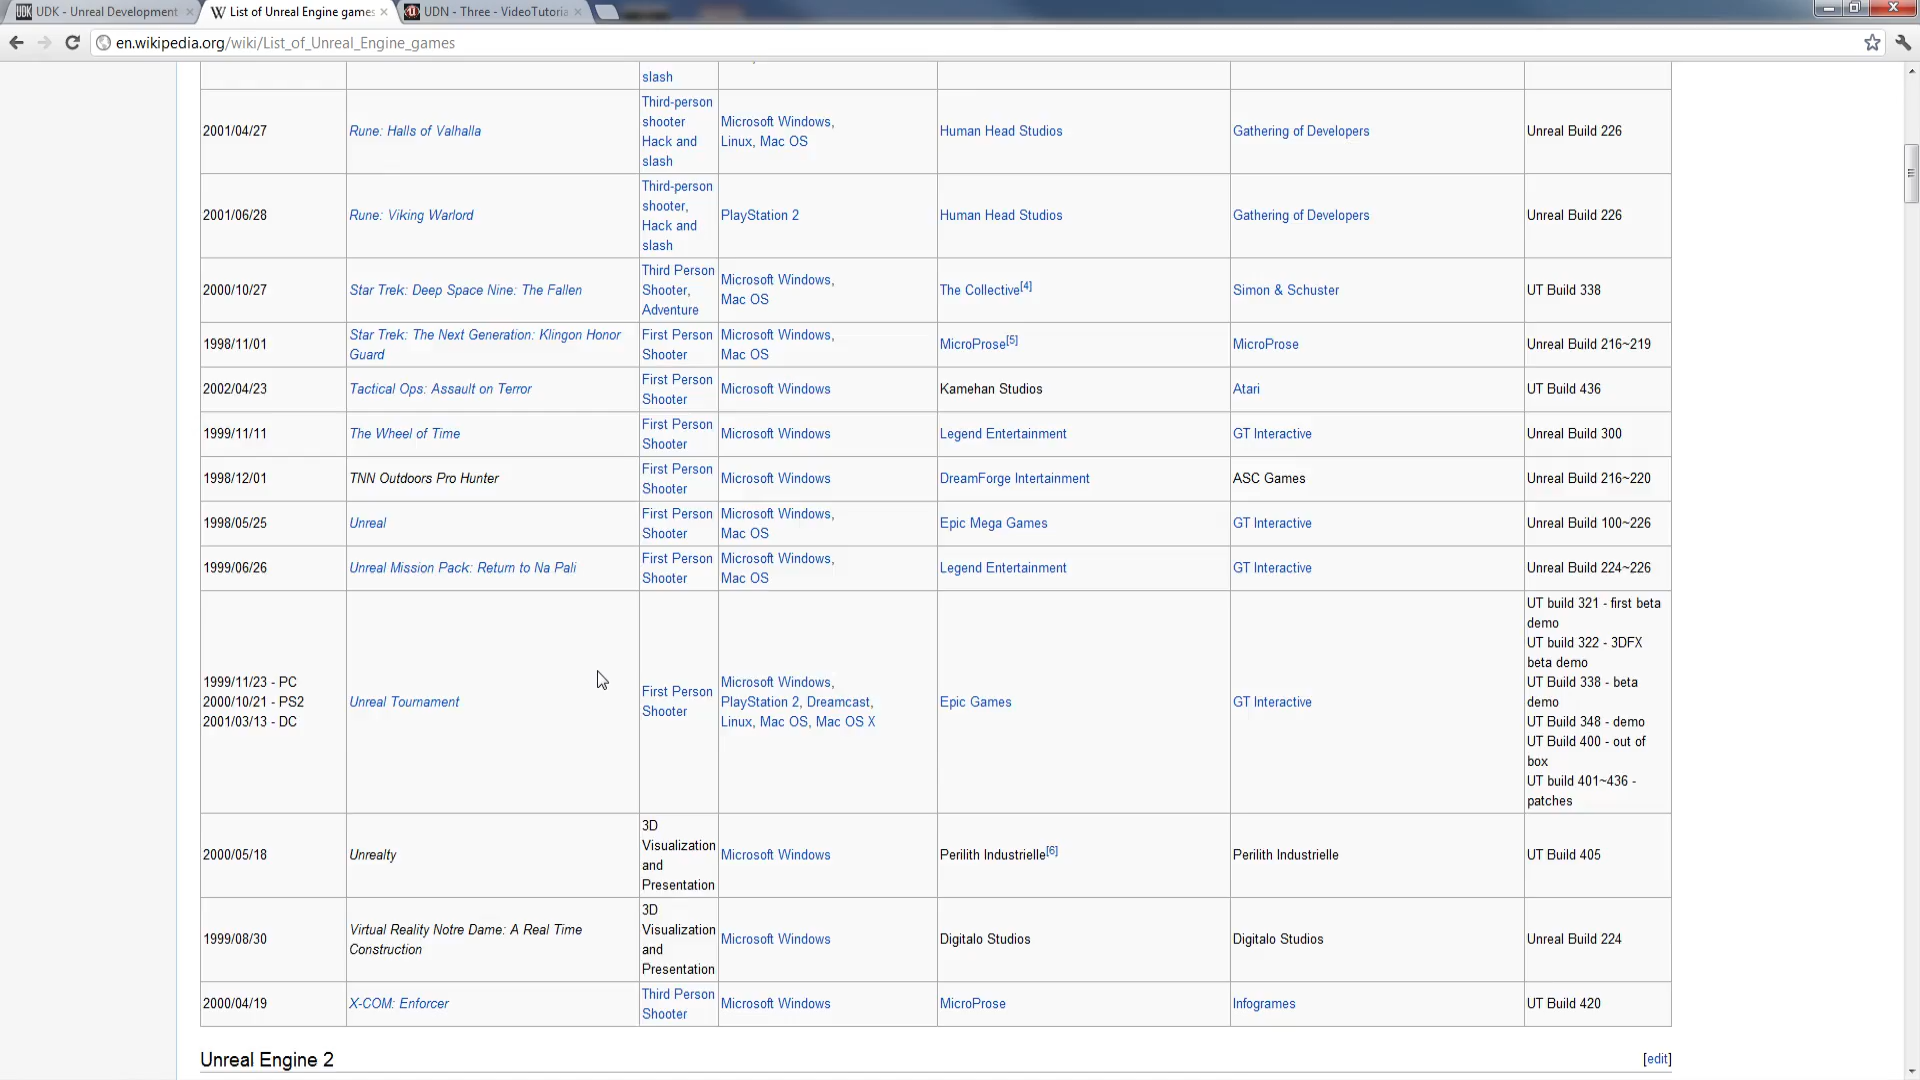 UDK - Unreal Development
List of Unreal Engine games
UDN - Three - VideoTutoria
en.wikipedia.org/wiki/List_of_Unreal_Engine_games
slash
2001/04/27
Rune: Halls of Valhalla
Third-person
shooter
Hack and
slash
Microsoft Windows,
Linux, Mac OS
Human Head Studios
Gathering of Developers
Unreal Build 226
2001/06/28
Rune: Viking Warlord
Third-person
shooter,
Hack and
slash
PlayStation 2
Human Head Studios
Gathering of Developers
Unreal Build 226
2000/10/27
Star Trek: Deep Space Nine: The Fallen
Third Person
Shooter,
Adventure
Microsoft Windows,
Mac OS
The Collective[4]
Simon & Schuster
UT Build 338
1998/11/01
Star Trek: The Next Generation: Klingon Honor
Guard
First Person
Shooter
Microsoft Windows,
Mac OS
MicroProse[5]
MicroProse
Unreal Build 216~219
2002/04/23
Tactical Ops: Assault on Terror
First Person
Shooter
Microsoft Windows
Kamehan Studios
Atari
UT Build 436
1999/11/11
The Wheel of Time
First Person
Shooter
Microsoft Windows
Legend Entertainment
GT Interactive
Unreal Build 300
1998/12/01
TNN Outdoors Pro Hunter
First Person
Shooter
Microsoft Windows
DreamForge Intertainment
ASC Games
Unreal Build 216~220
1998/05/25
Unreal
First Person
Shooter
Microsoft Windows,
Mac OS
Epic Mega Games
GT Interactive
Unreal Build 100~226
1999/06/26
Unreal Mission Pack: Return to Na Pali
First Person
Shooter
Microsoft Windows,
Mac OS
Legend Entertainment
GT Interactive
Unreal Build 224~226
1999/11/23 - PC
2000/10/21 - PS2
2001/03/13 - DC
Unreal Tournament
First Person
Shooter
Microsoft Windows,
PlayStation 2, Dreamcast,
Linux, Mac OS, Mac OS X
Epic Games
GT Interactive
UT build 321 - first beta
demo
UT build 322 - 3DFX
beta demo
UT Build 338 - beta
demo
UT Build 348 - demo
UT Build 400 - out of
box
UT build 401~436 -
patches
2000/05/18
Unrealty
3D
Visualization
and
Presentation
Microsoft Windows
Perilith Industrielle[6]
Perilith Industrielle
UT Build 405
1999/08/30
Virtual Reality Notre Dame: A Real Time
Construction
3D
Visualization
and
Presentation
Microsoft Windows
Digitalo Studios
Digitalo Studios
Unreal Build 224
2000/04/19
X-COM: Enforcer
Third Person
Shooter
Microsoft Windows
MicroProse
Infogrames
UT Build 420
Unreal Engine 2
[edit]